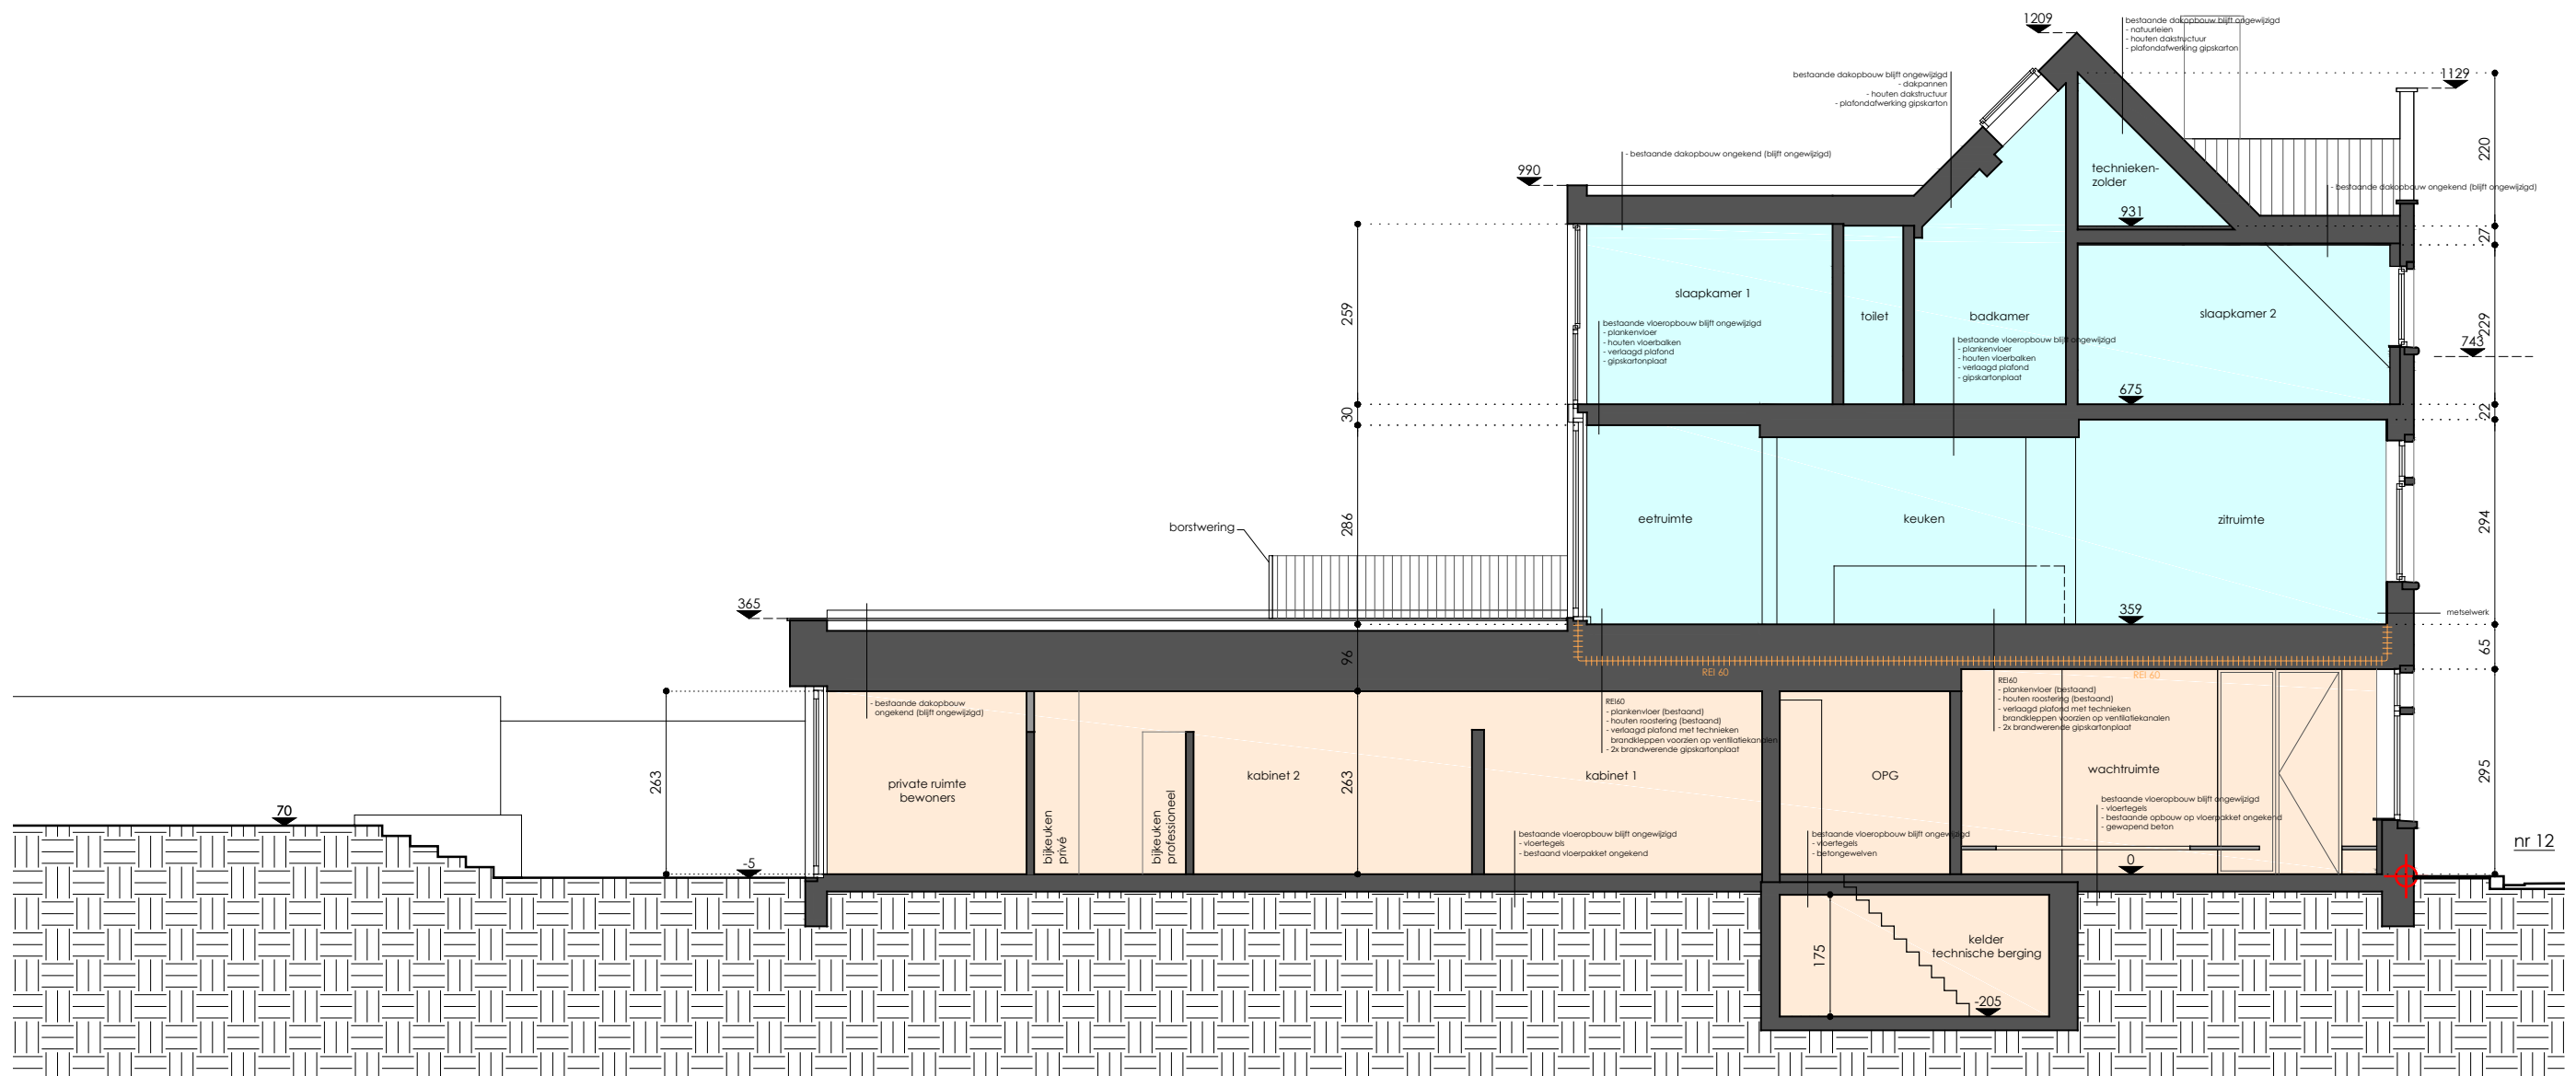 1209
bestaande dakopbouw blijft ongewijzigd
- natuurleien
- houten dakstructuur
- plafondafwerking gipskarton
bestaande dakopbouw blijft ongewijzigd
- dakpannen
- houten dakstructuur
- plafondafwerking gipskarton
1129
220
- bestaande dakopbouw ongekend (blijft ongewijzigd)
990
technieken-
zolder
- bestaande dakopbouw ongekend (blijft ongewijzigd)
931
27
259
slaapkamer 1
toilet
badkamer
slaapkamer 2
229
743
bestaande vloeropbouw blijft ongewijzigd
- plankenvloer
- houten vloerbalken
- verlaagd plafond
- gipskartonplaat
bestaande vloeropbouw blijft ongewijzigd
- plankenvloer
- houten vloerbalken
- verlaagd plafond
- gipskartonplaat
675
30
22
286
eetruimte
keuken
zitruimte
294
borstwering
365
359
metselwerk
96
65
REI 60
REI 60
- bestaande dakopbouw
ongekend (blijft ongewijzigd)
REI60
- plankenvloer (bestaand)
- houten roostering (bestaand)
- verlaagd plafond met technieken
brandkleppen voorzien op ventilatiekanalen
- 2x brandwerende gipskartonplaat
REI60
- plankenvloer (bestaand)
- houten roostering (bestaand)
- verlaagd plafond met technieken
brandkleppen voorzien op ventilatiekanalen
- 2x brandwerende gipskartonplaat
263
private ruimte
bewoners
bijkeuken
privé
bijkeuken
professioneel
kabinet 2
263
kabinet 1
OPG
wachtruimte
295
70
bestaande vloeropbouw blijft ongewijzigd
- vloertegels
- bestaand vloerpakket ongekend
bestaande vloeropbouw blijft ongewijzigd
- vloertegels
- betongewelven
bestaande vloeropbouw blijft ongewijzigd
- vloertegels
- bestaande opbouw op vloerpakket ongekend
- gewapend beton
nr 12
-5
0
175
kelder
technische berging
-205